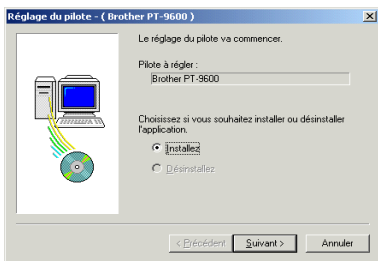 Réglage du pilote - ( Brother PT-9600 )
Le réglage du pilote va commencer.
Pilote à régler :
Brother PT-9600
Choisissez si vous souhaitez installer ou désinstaller
l'application.
Installez
Désinstallez
< Précédent
Suivant >
Annuler